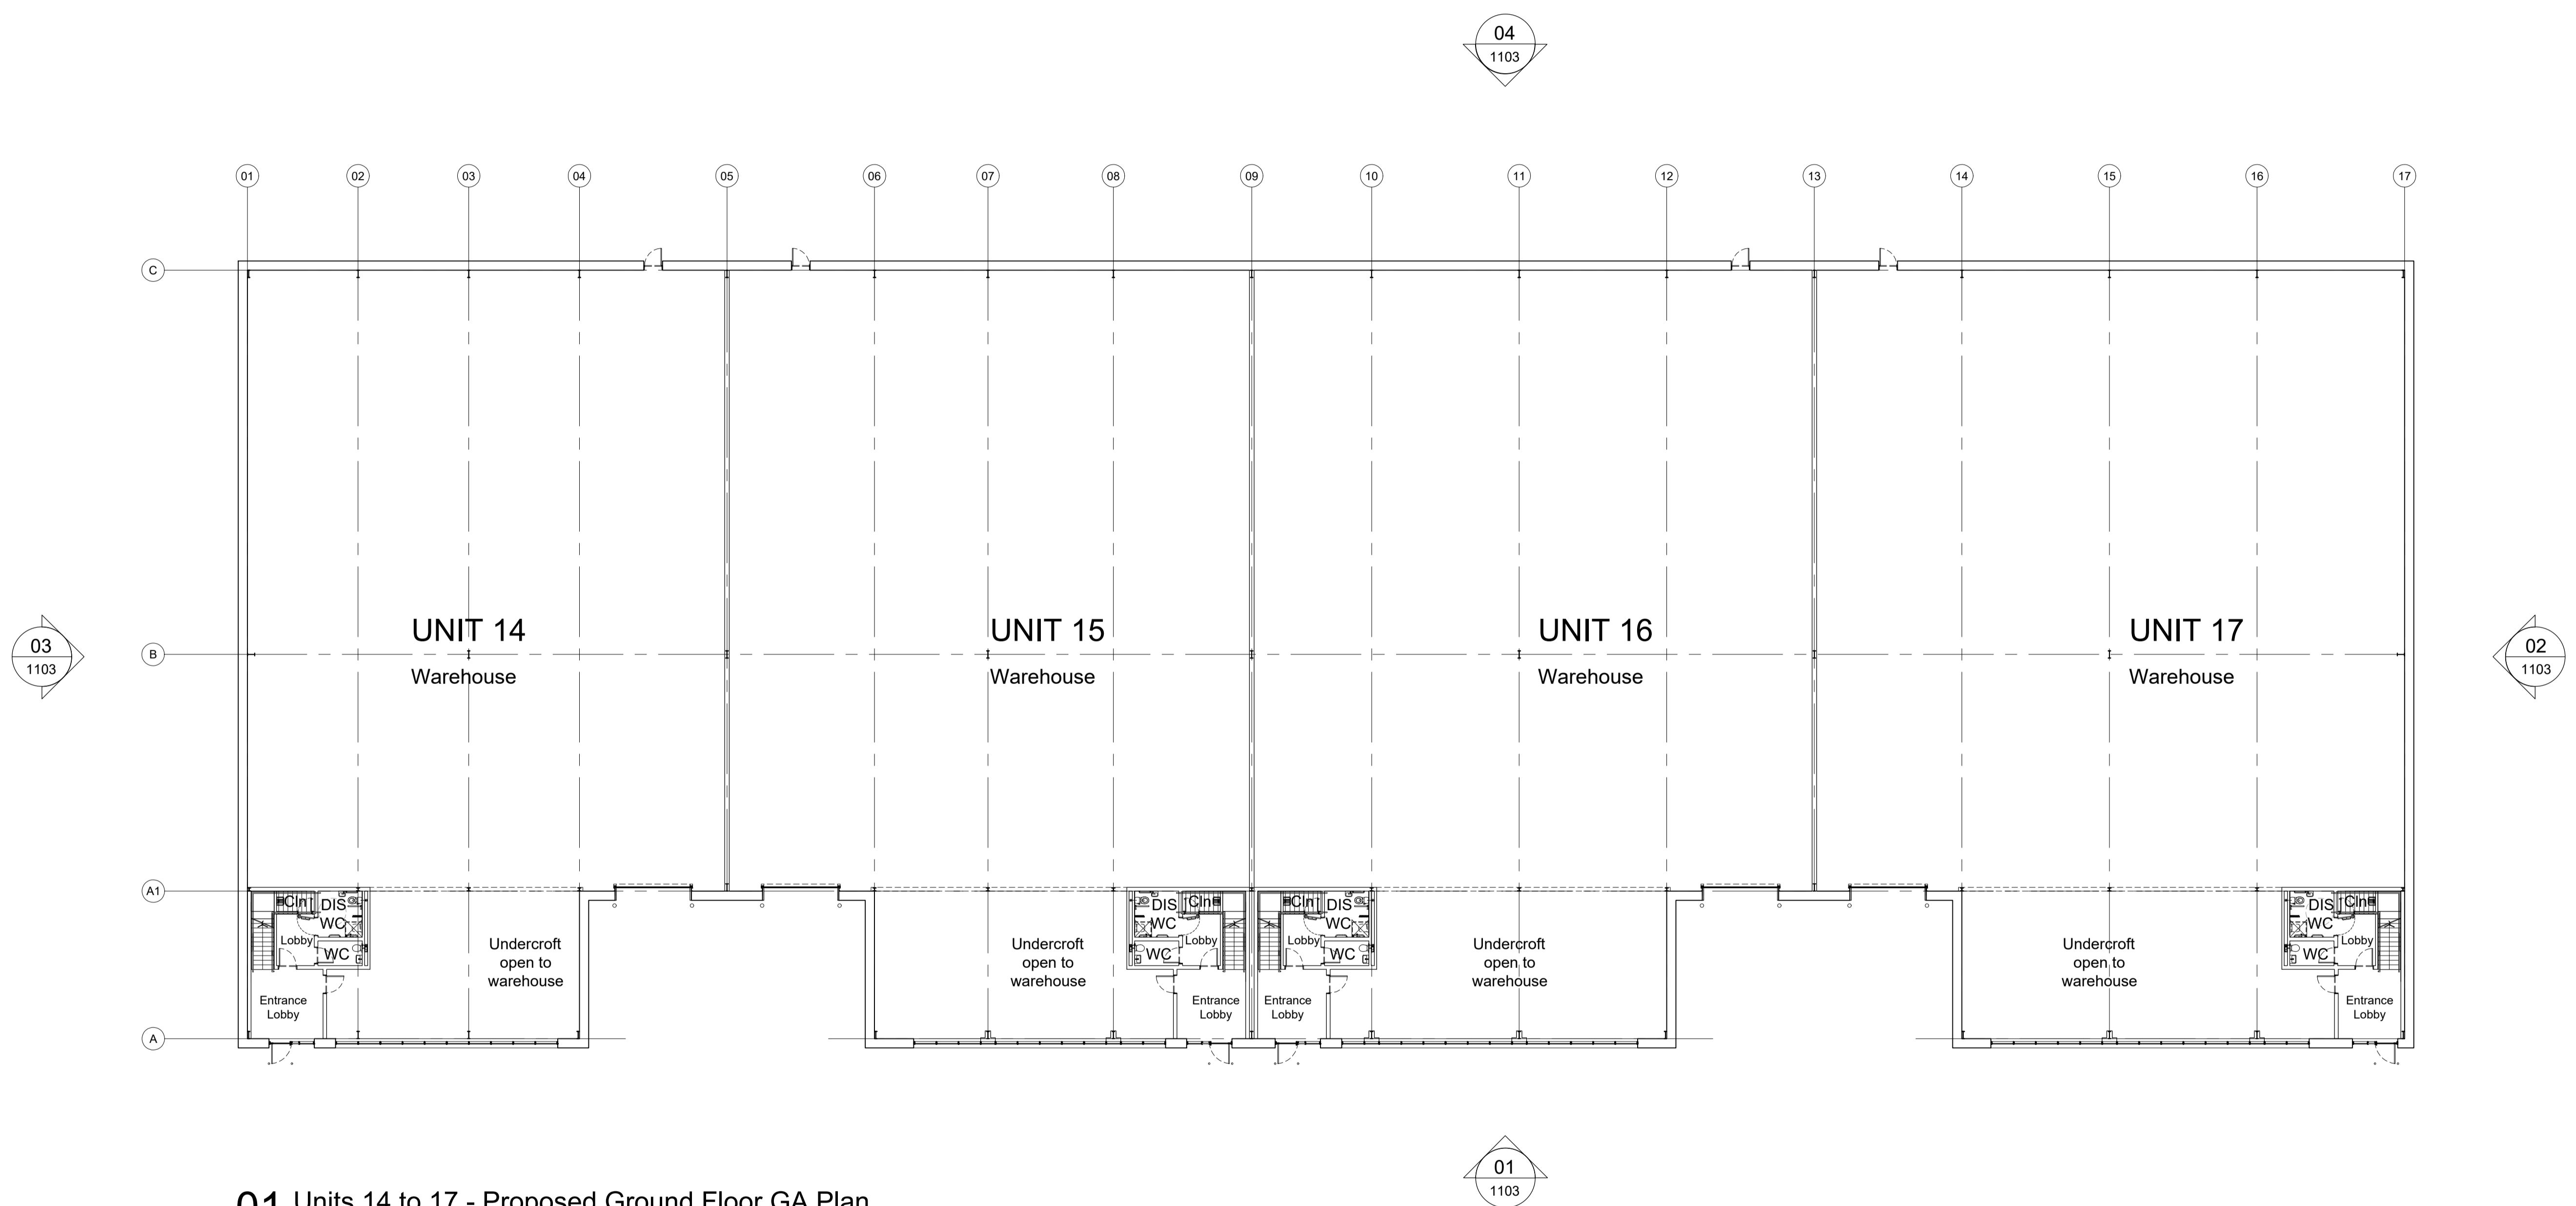 04
1103
01
02
03
04
05
06
07
08
09
10
11
12
13
14
15
16
17
C
B
A1
A
03
1103
02
1103
UNIT 14
Warehouse
UNIT 15
Warehouse
UNIT 16
Warehouse
UNIT 17
Warehouse
Cln
DIS
WC
Lobby
WC
Entrance
Lobby
Undercroft
open to
warehouse
Undercroft
open to
warehouse
DIS
WC
Cln
Lobby
WC
Entrance
Lobby
Cln
DIS
WC
Lobby
WC
Entrance
Lobby
Undercroft
open to
warehouse
Undercroft
open to
warehouse
DIS
WC
Cln
Lobby
WC
Entrance
Lobby
01
1103
01 Units 14 to 17 - Proposed Ground Floor GA Plan